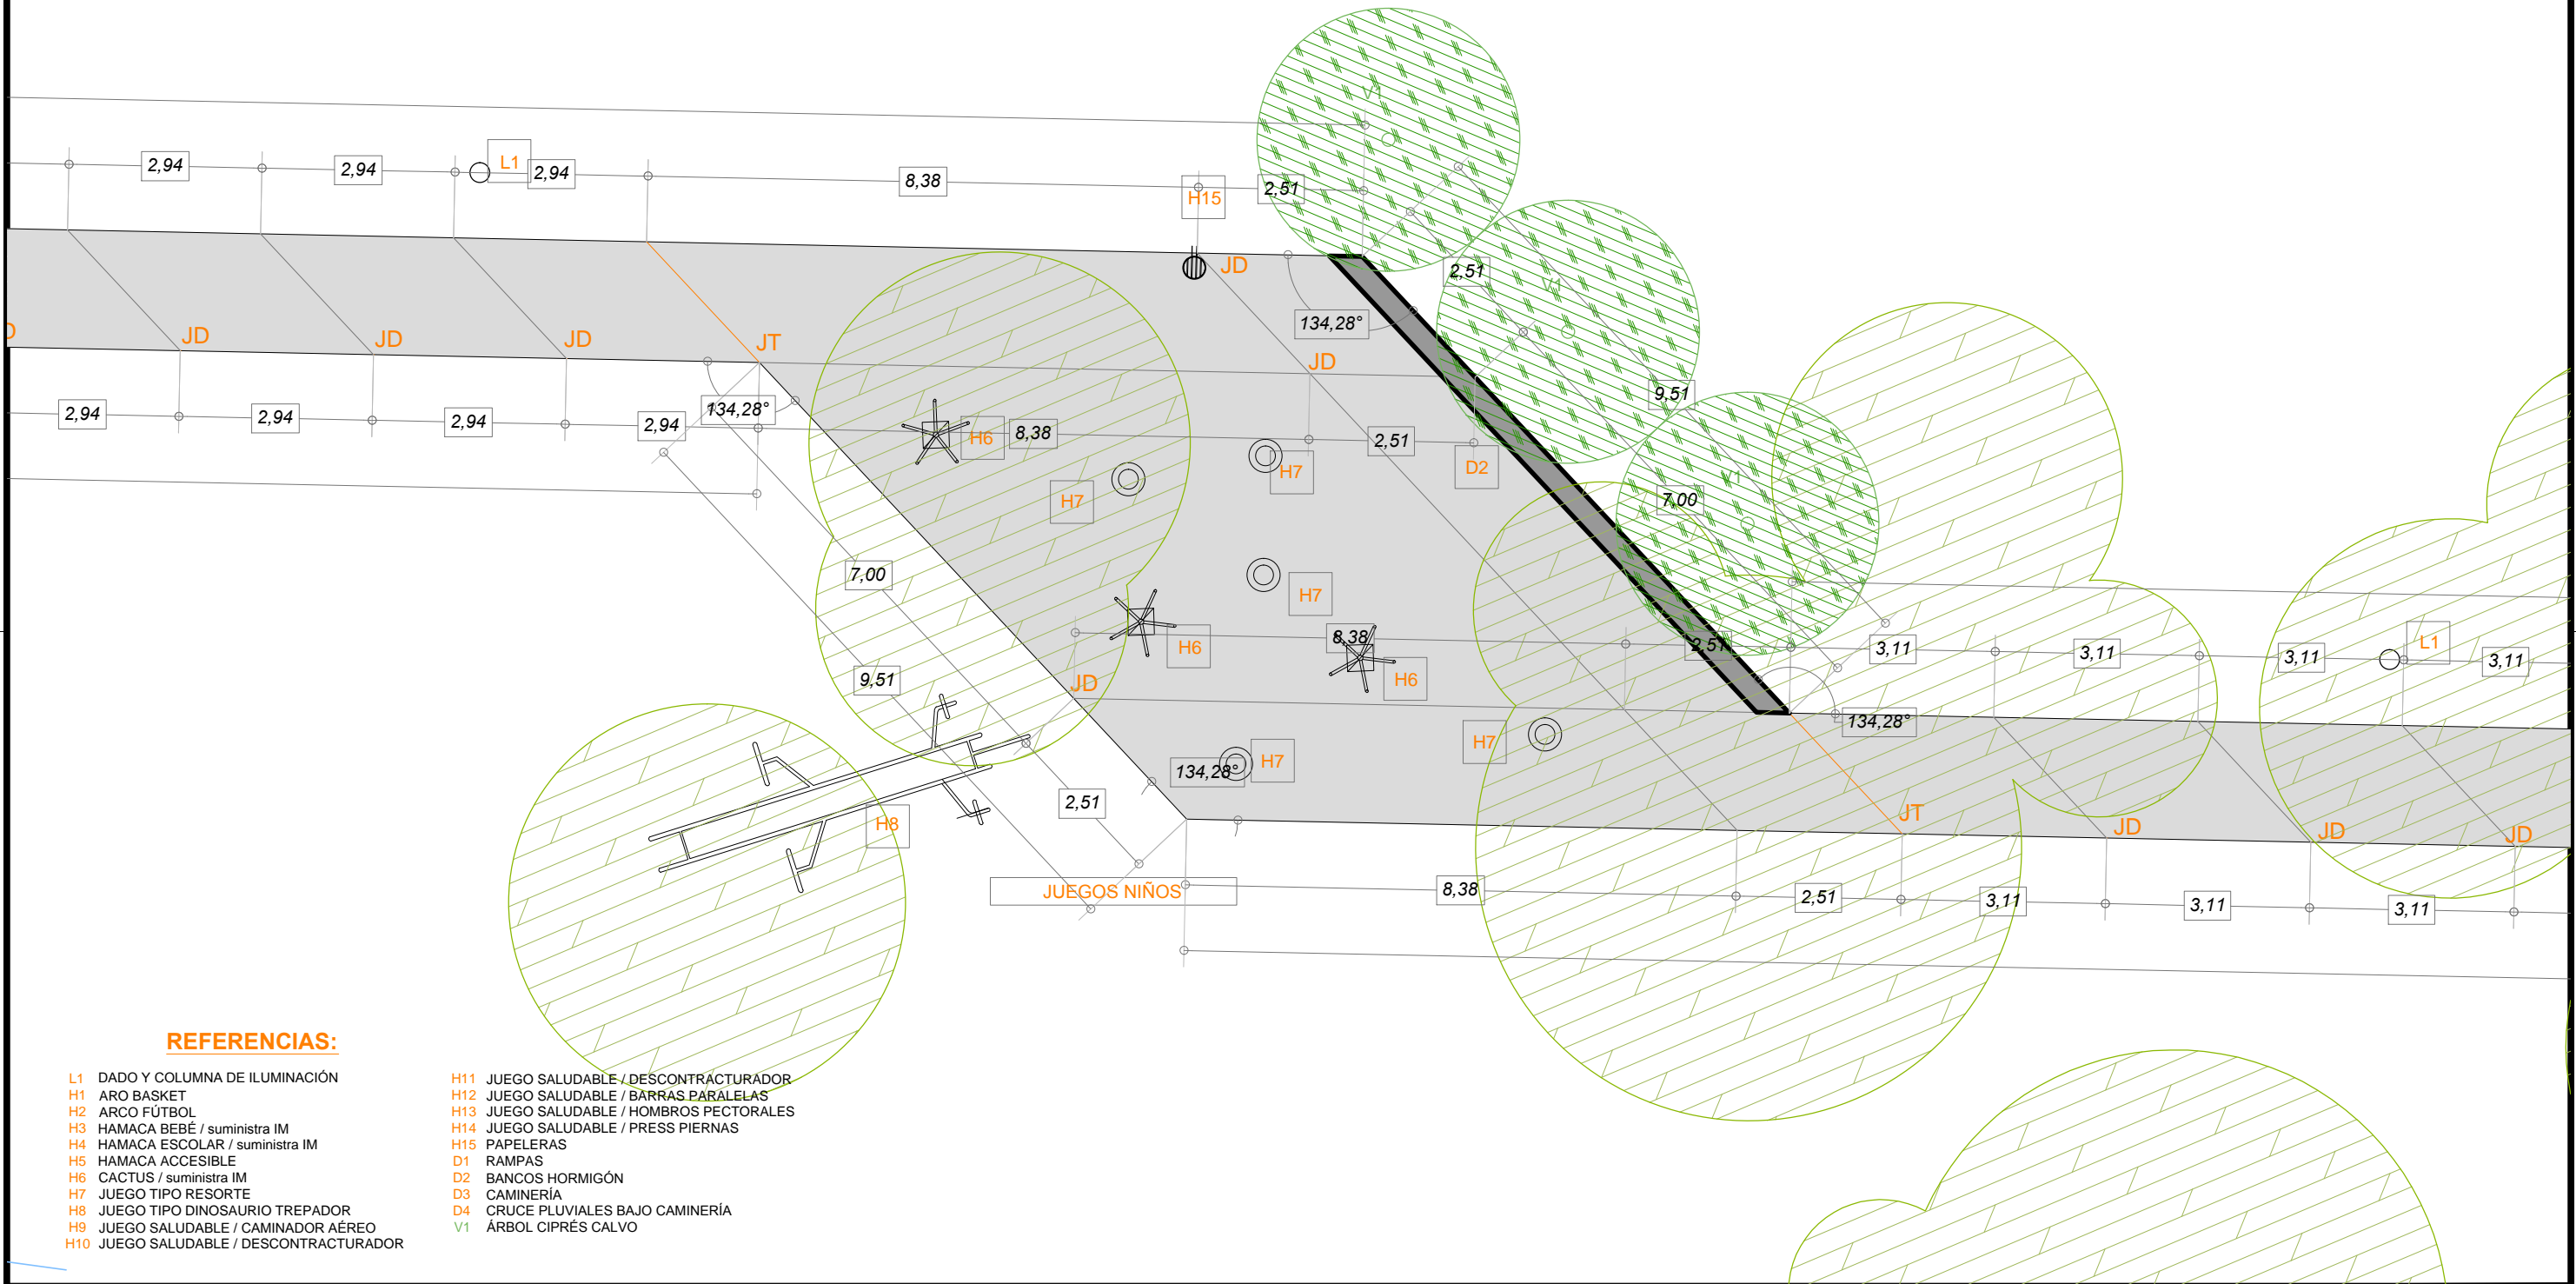 V1
L1
2,94
2,94
2,94
8,38
2,51
H15
JD
2,51
V1
134,28°
JD
JD
JD
JT
JD
9,51
2,94
2,94
2,94
2,94
134,28°
H6
8,38
2,51
D2
H7
H7
V1
7,00
7,00
H7
H6
8,38
2,51
3,11
3,11
3,11
L1
3,11
9,51
JD
H6
134,28°
H7
134,28°
H7
2,51
H8
JT
JD
JD
JD
JUEGOS NIÑOS
8,38
2,51
3,11
3,11
3,11
REFERENCIAS:
L1 DADO Y COLUMNA DE ILUMINACIÓN
H1 ARO BASKET
H2 ARCO FÚTBOL
H3 HAMACA BEBÉ / suministra IM
H4 HAMACA ESCOLAR / suministra IM
H5 HAMACA ACCESIBLE
H6 CACTUS / suministra IM
H7 JUEGO TIPO RESORTE
H8 JUEGO TIPO DINOSAURIO TREPADOR
H9 JUEGO SALUDABLE / CAMINADOR AÉREO
H10 JUEGO SALUDABLE / DESCONTRACTURADOR
H11 JUEGO SALUDABLE / DESCONTRACTURADOR
H12 JUEGO SALUDABLE / BARRAS PARALELAS
H13 JUEGO SALUDABLE / HOMBROS PECTORALES
H14 JUEGO SALUDABLE / PRESS PIERNAS
H15 PAPELERAS
D1 RAMPAS
D2 BANCOS HORMIGÓN
D3 CAMINERÍA
D4 CRUCE PLUVIALES BAJO CAMINERÍA
V1 ÁRBOL CIPRÉS CALVO